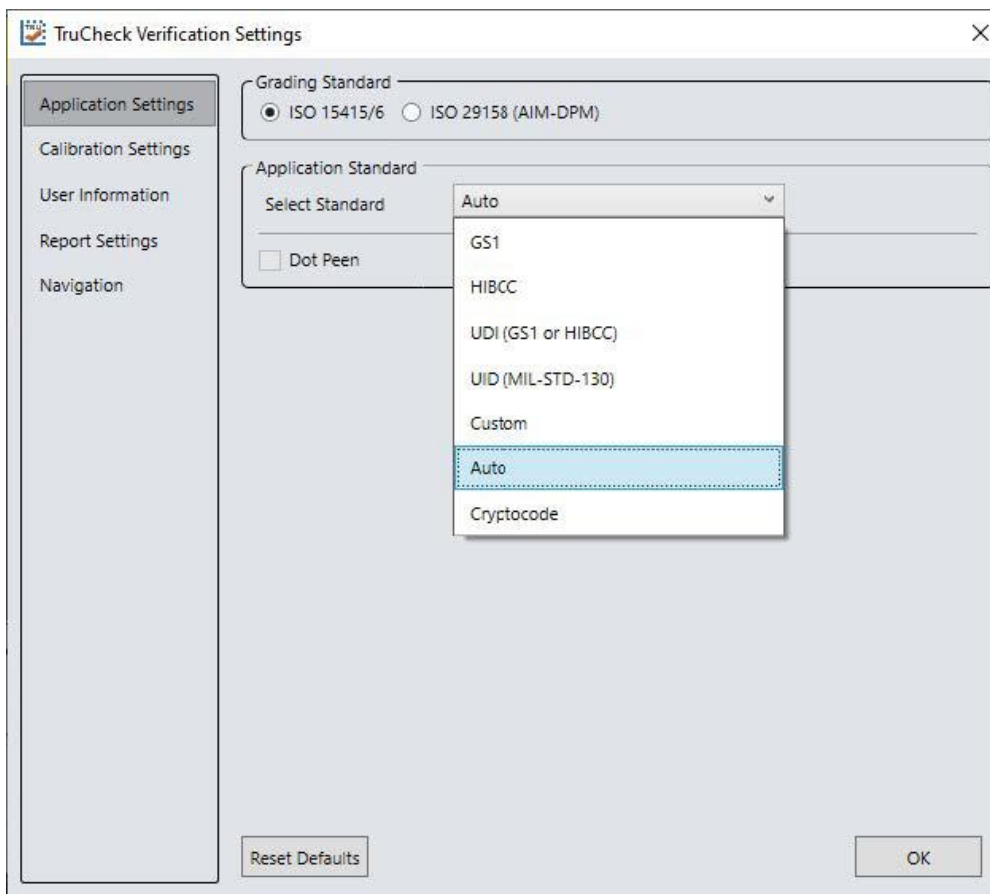 TruCheck Verification Settings
Application Settings
Calibration Settings
User Information
Report Settings
Navigation
Grading Standard
ISO 15415/6 ISO 29158 (AIM-DPM)
Application Standard
Select Standard Auto
Dot Peen
GS1
HIBCC
UDI (GS1 or HIBCC)
UID (MIL-STD-130)
Custom
Auto
Cryptocode
Reset Defaults OK